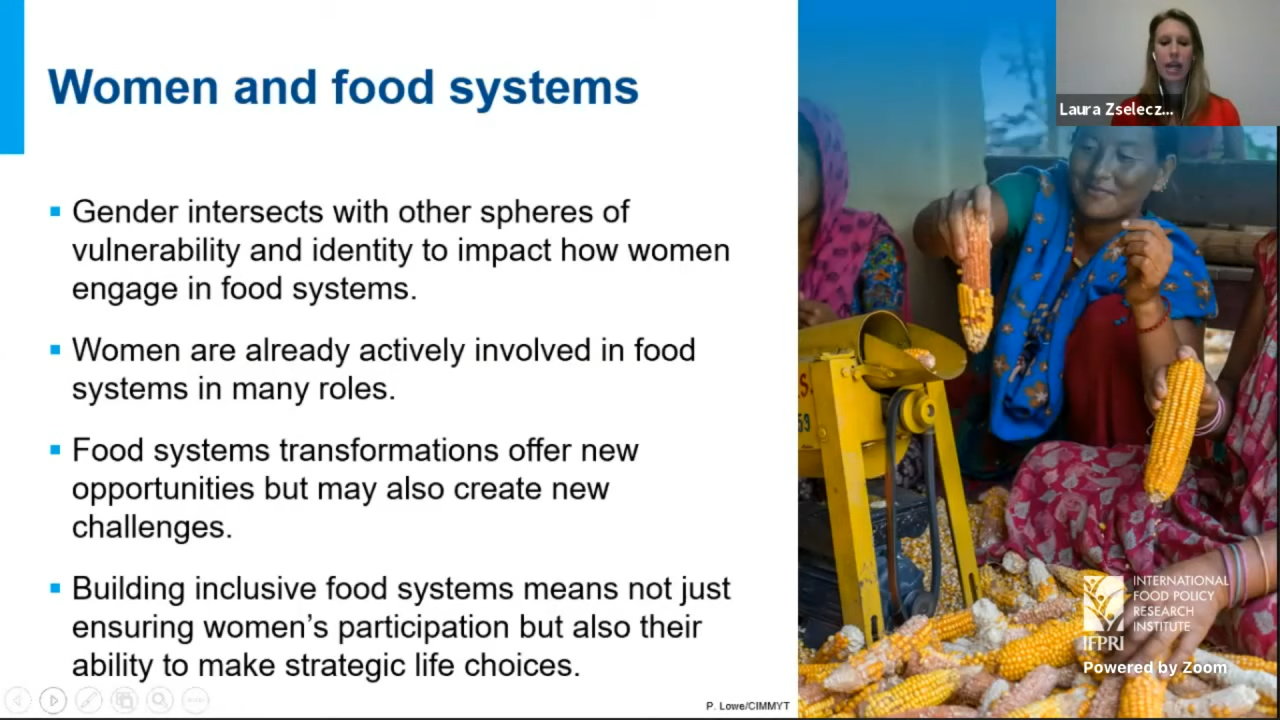 Women and food systems
Gender intersects with other spheres of
vulnerability and identity to impact how women
engage in food systems.
Women are already actively involved in food
systems in many roles.
Food systems transformations offer new
opportunities but may also create new
challenges.
Building inclusive food systems means not just
ensuring women’s participation but also their
ability to make strategic life choices.
P. Lowe/CIMMYT
Laura Zselecz...
S.
59
INTERNATIONAL
FOOD POLICY
RESEARCH
INSTITUTE
IFPRI
Powered by Zoom